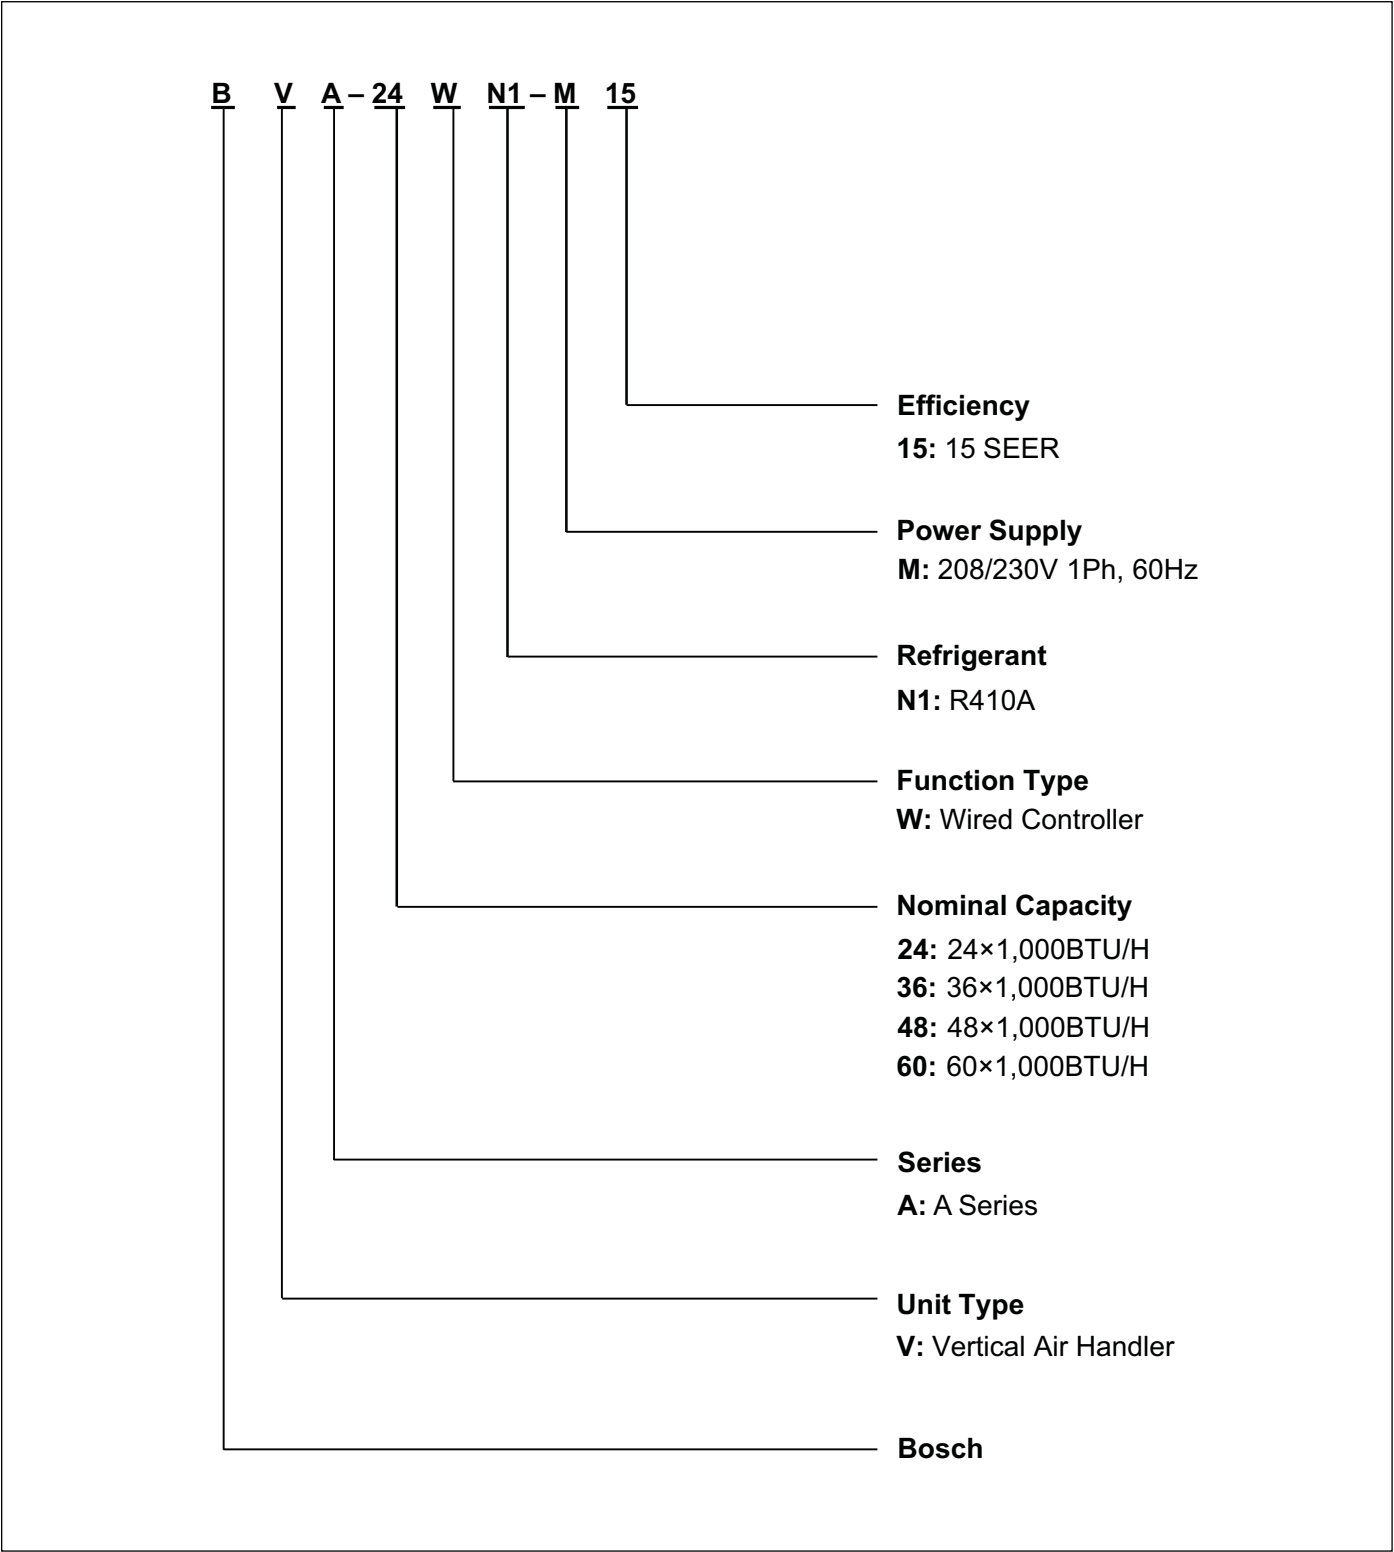 B V A – 24 W N1 – M 15
Efficiency
15: 15 SEER
Power Supply
M: 208/230V 1Ph, 60Hz
Refrigerant
N1: R410A
Function Type
W: Wired Controller
Nominal Capacity
24: 24×1,000BTU/H
36: 36×1,000BTU/H
48: 48×1,000BTU/H
60: 60×1,000BTU/H
Series
A: A Series
Unit Type
V: Vertical Air Handler
Bosch